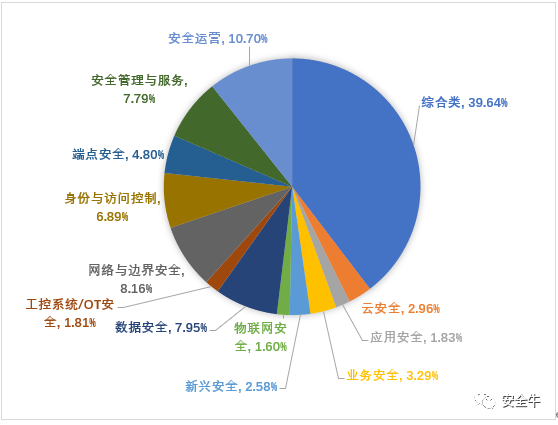 安全运营, 10.70%
综合类, 39.64%
安全管理与服务,
7.79%
端点安全, 4.80%
身份与访问控制,
6.89%
网络与边界安全,
8.16%
工控系统/OT安
全, 1.81%
数据安全, 7.95%
物联网安
全, 1.60%
新兴安全, 2.58%
业务安全, 3.29%
应用安全, 1.83%
云安全, 2.96%
安全牛